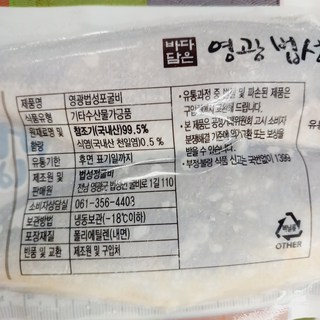 바다
담은
영광 법성
제품명 영광법성포굴비
식품유형 기타수산물가공품
원재료명 및 함량 참조기(국내산)99.5%
식염(국내산 천일염)0.5%
유통기한 후면 표기일까지
제조원 및 판매원 법성정굴비
전남 영광군 법성면 굴비로 1길 110
소비자상담실 061-356-4403
보관방법 냉동보관(-18℃이하)
포장재질 폴리에틸렌(내면)
반품 및 교환 제조원 및 구입처
• 유통과정 중 변질 및 파손된 제품은
구입처에서 교환해 드립니다.
• 본 제품은 공정거래위원회 고시 소비자
분쟁해결 기준에 의거 교환 또는 보상을
받을 수 있습니다.
• 부정·불량 식품 신고는 국번없이 1399
OTHER